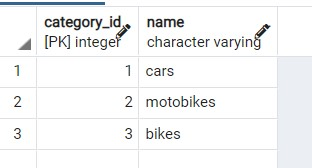 category_id name
[PK] integer character varying
1 1 cars
2 2 motobikes
3 3 bikes